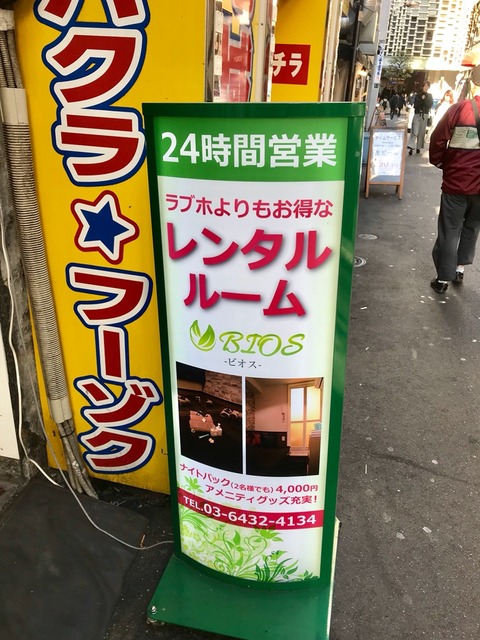 24時間営業
ラブホよりもお得な
レンタル
ルーム
BIOS
-ビオス-
ナイトパック(2名様でも)4,000円
アメニティグッズ充実!
TEL.03-6432-4134
ハクラ★フーゾク
チラ